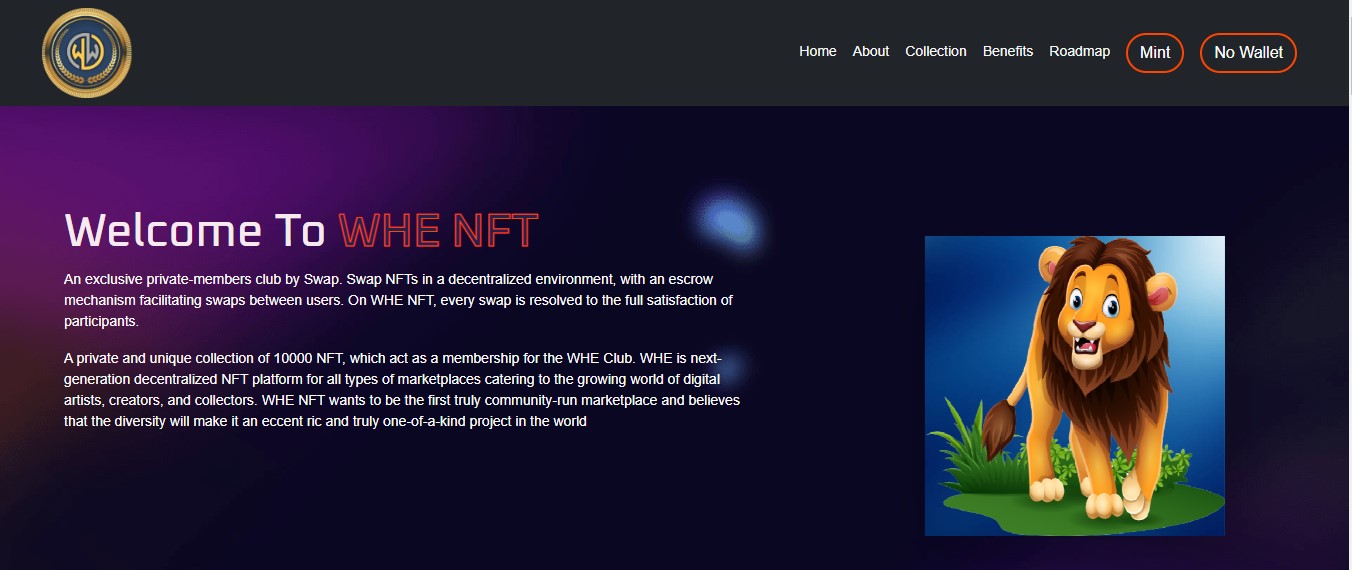 Home About Collection Benefits Roadmap Mint No Wallet
Welcome To WHE NFT
An exclusive private-members club by Swap. Swap NFTs in a decentralized environment, with an escrow
mechanism facilitating swaps between users. On WHE NFT, every swap is resolved to the full satisfaction of
participants.
A private and unique collection of 10000 NFT, which act as a membership for the WHE Club. WHE is next-
generation decentralized NFT platform for all types of marketplaces catering to the growing world of digital
artists, creators, and collectors. WHE NFT wants to be the first truly community-run marketplace and believes
that the diversity will make it an eccent ric and truly one-of-a-kind project in the world